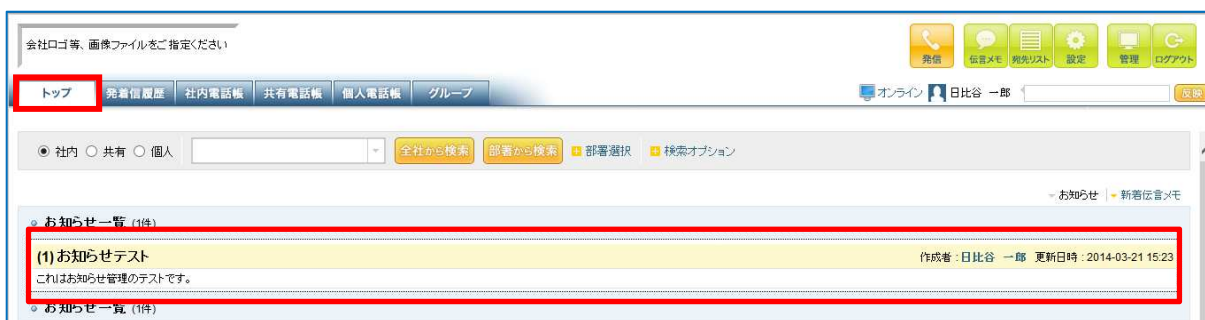 会社ロゴ等、画像ファイルをご指定ください
発信 伝言メモ 宛先リスト 設定 管理 ログアウト
トップ 発着信履歴 社内電話帳 共有電話帳 個人電話帳 グループ
オンライン 日比谷 一郎 反映
社内 共有 個人 全社から検索 部署から検索 部署選択 検索オプション
お知らせ 新着伝言メモ
お知らせ一覧 (1件)
(1)お知らせテスト 作成者 : 日比谷 一郎 更新日時 : 2014-03-21 15:23
これはお知らせ管理のテストです。
お知らせ一覧 (1件)